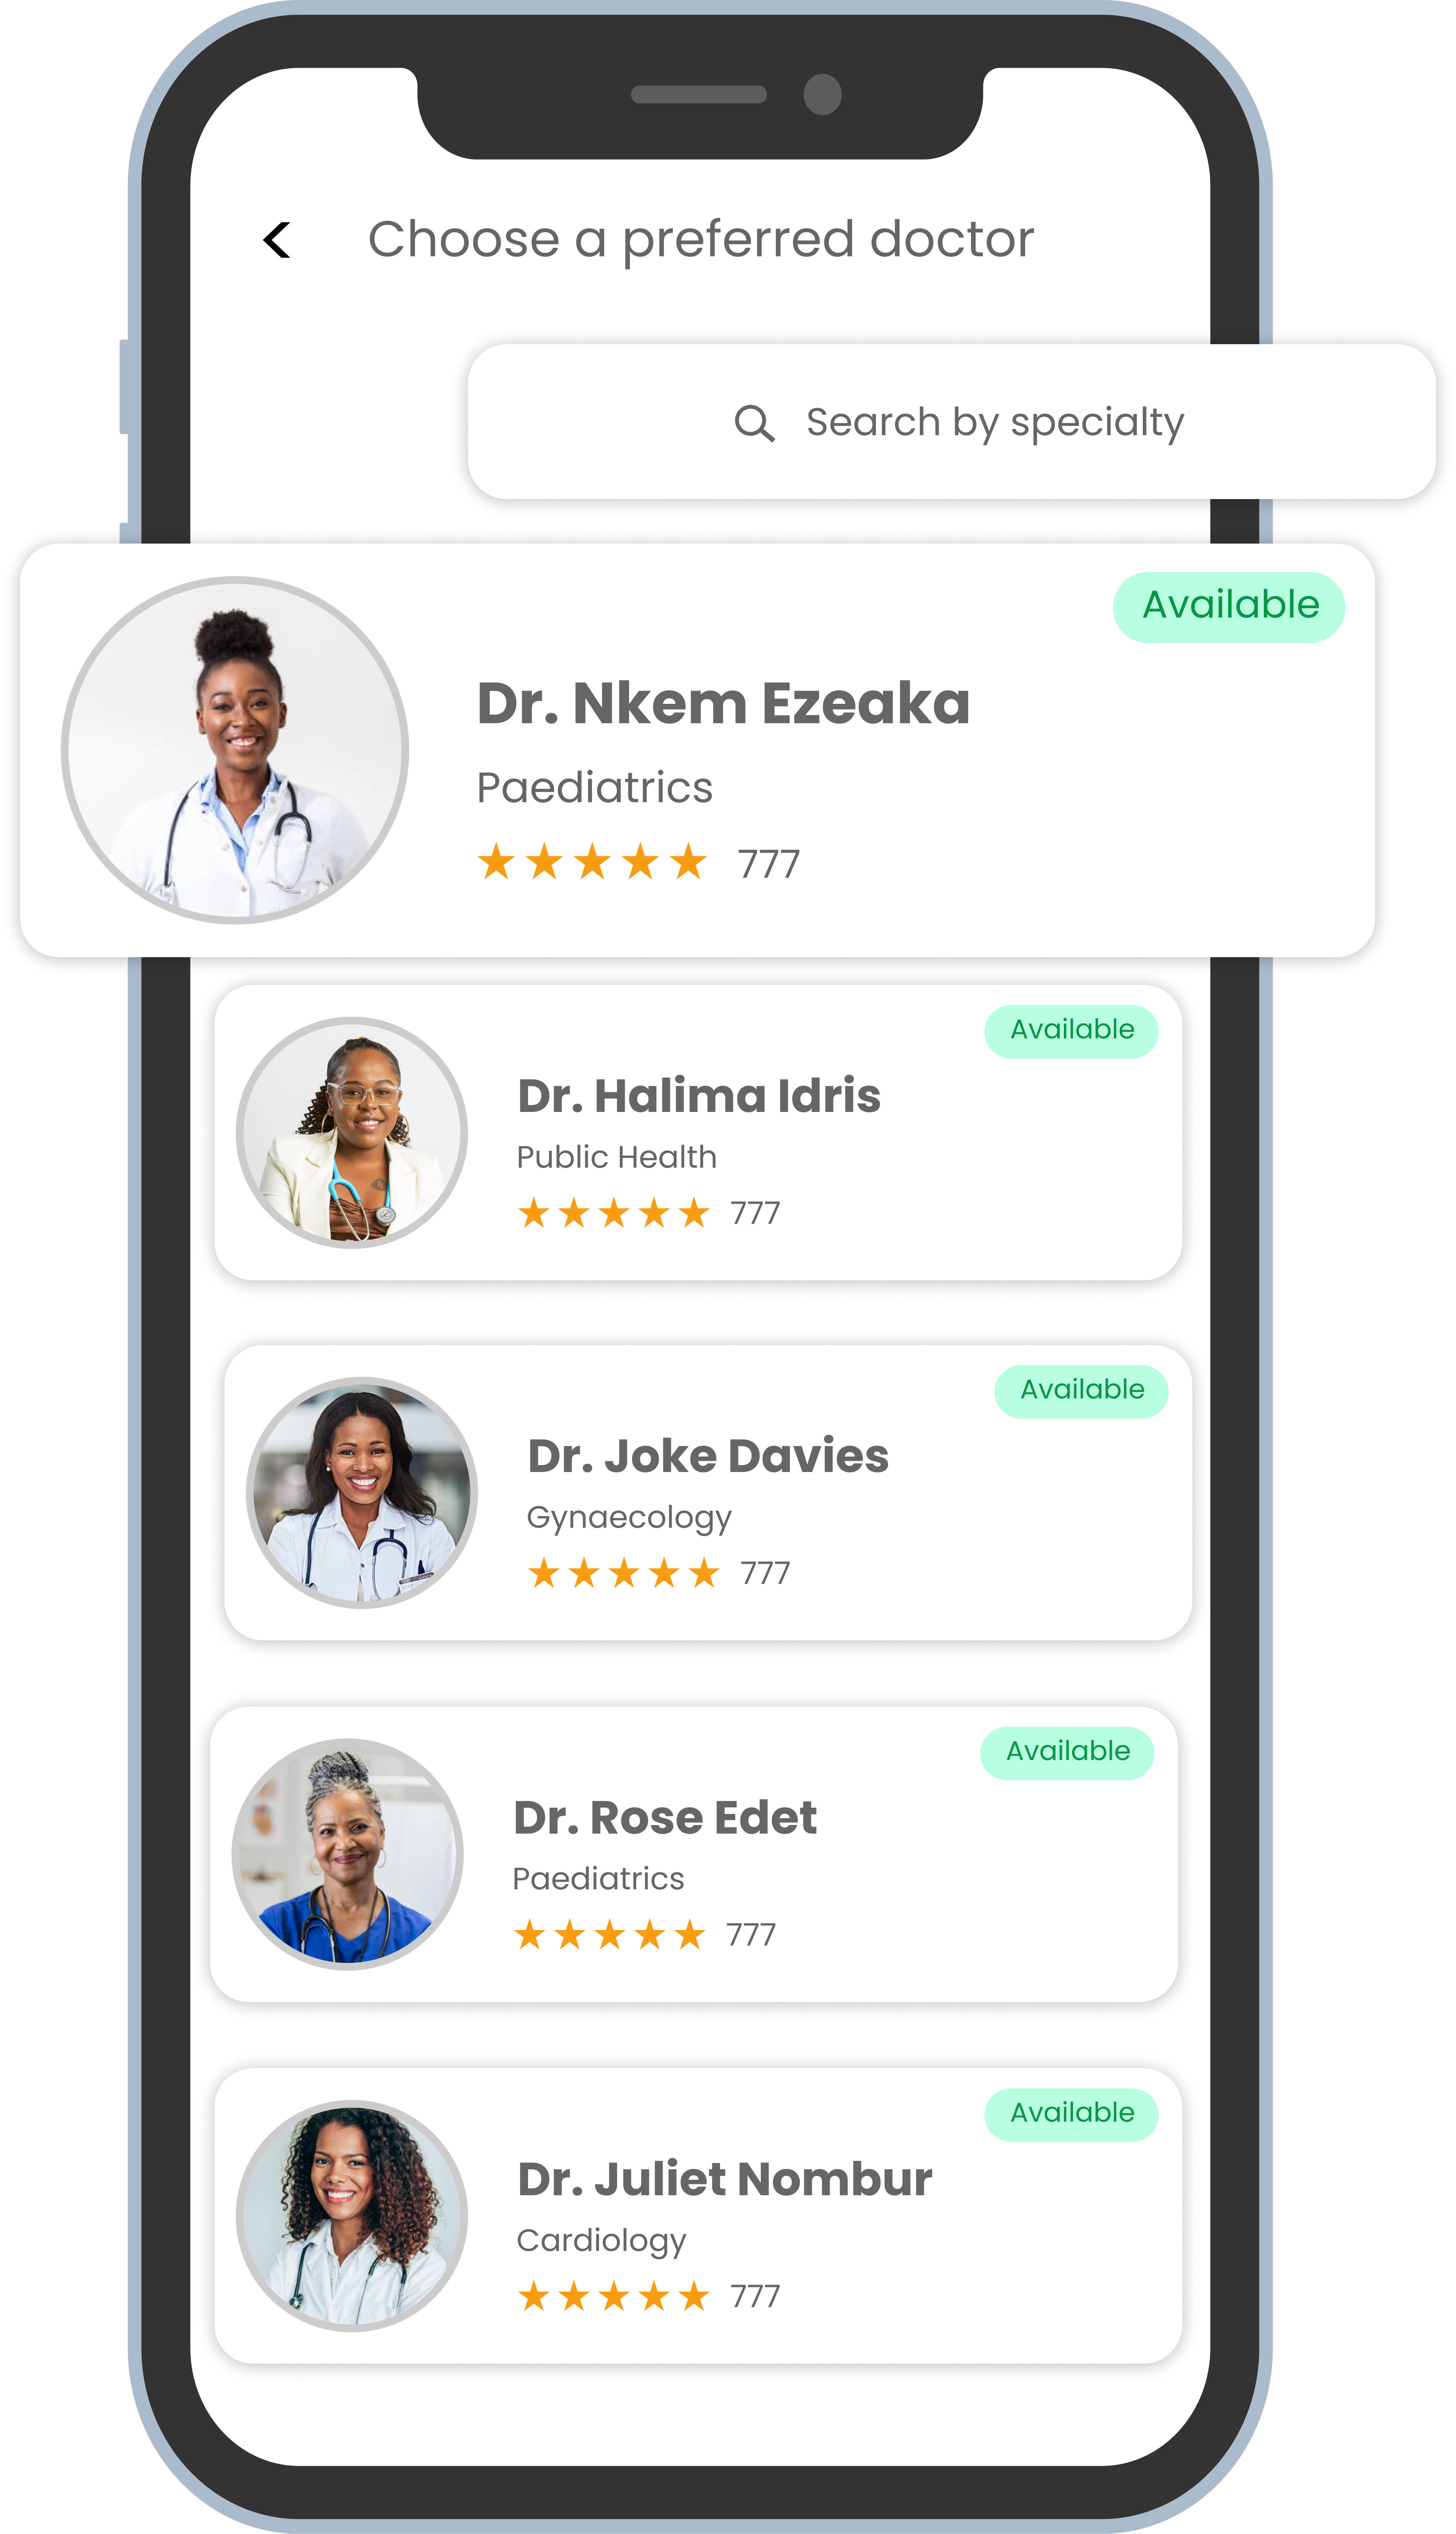 Choose a preferred doctor
Search by specialty
Available
Dr. Nkem Ezeaka
Paediatrics
★★★★★ 777
Available
Dr. Halima Idris
Public Health
★★★★★ 777
Available
Dr. Joke Davies
Gynaecology
★★★★★ 777
Available
Dr. Rose Edet
Paediatrics
★★★★★ 777
Available
Dr. Juliet Nombur
Cardiology
★★★★★ 777